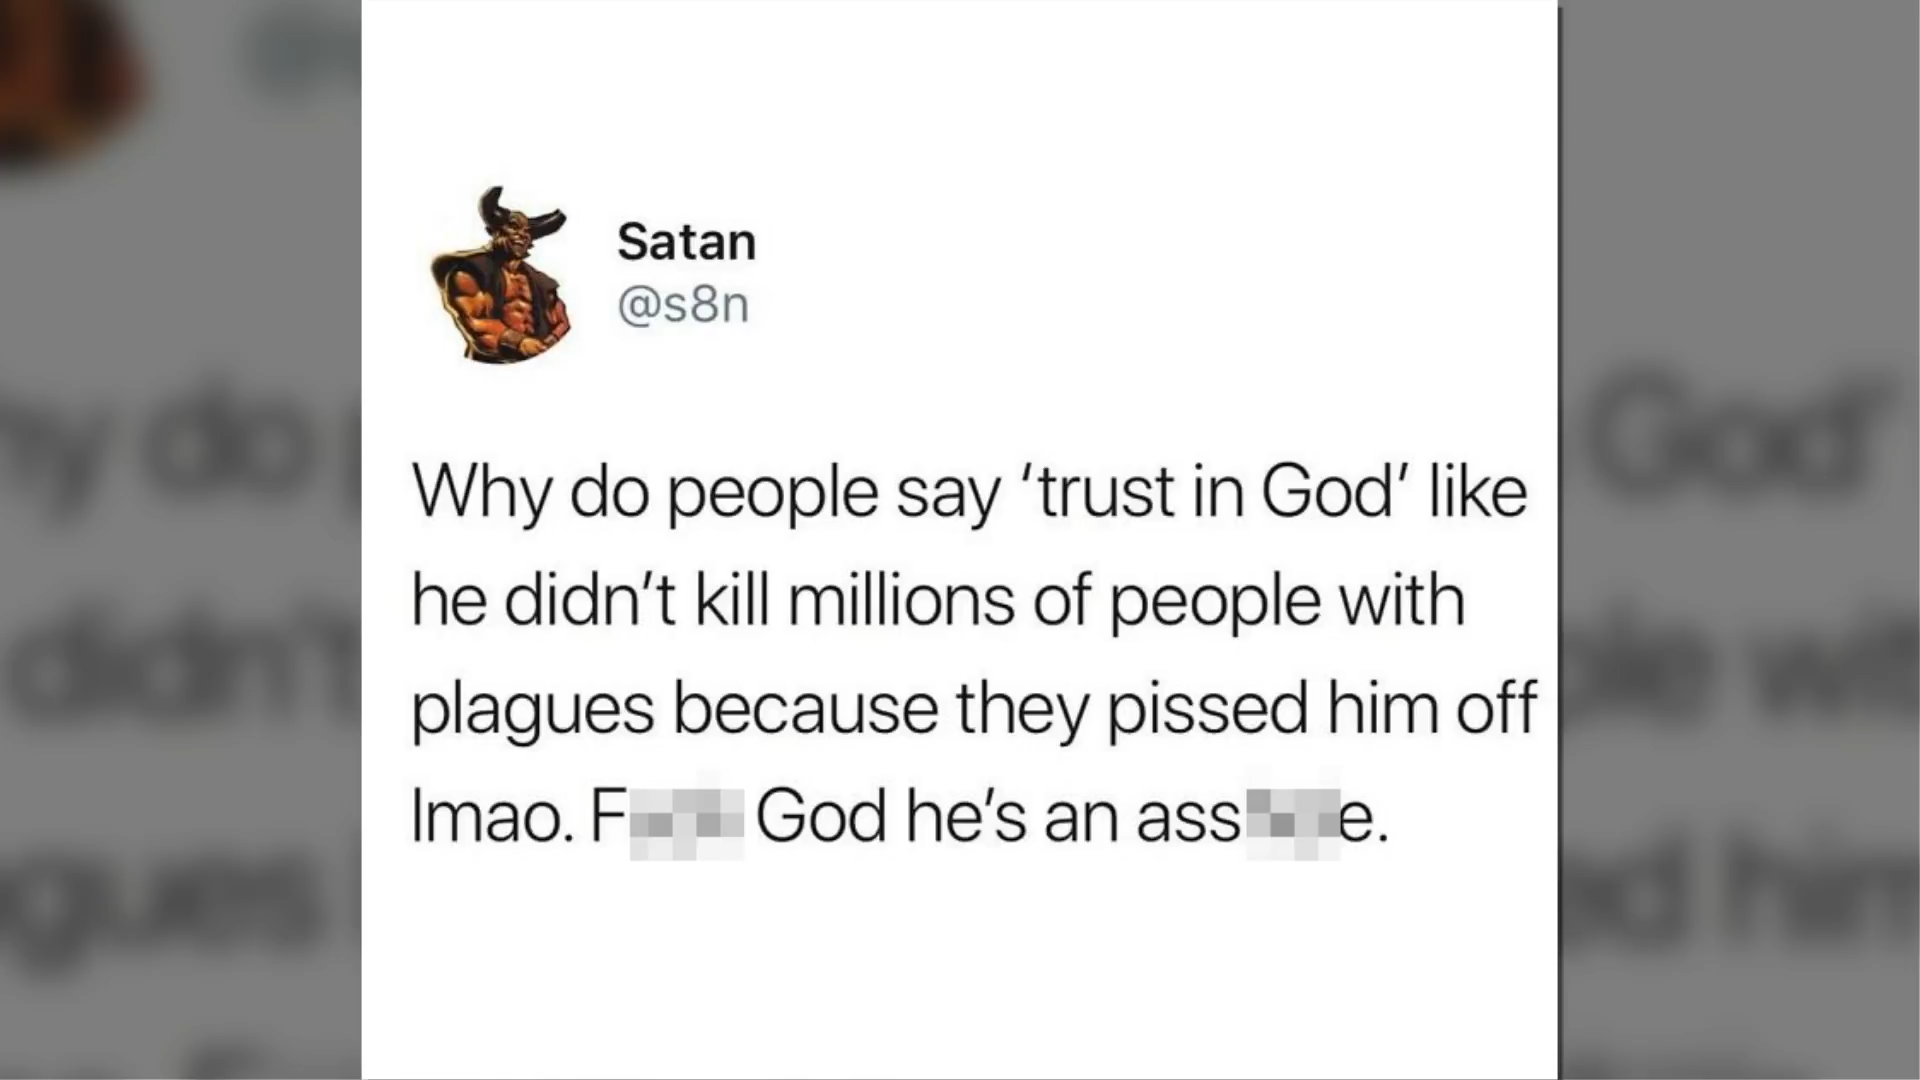 Satan
@s8n
Why do people say ‘trust in God’ like
he didn’t kill millions of people with
plagues because they pissed him off
lmao. F God he’s an ass e.